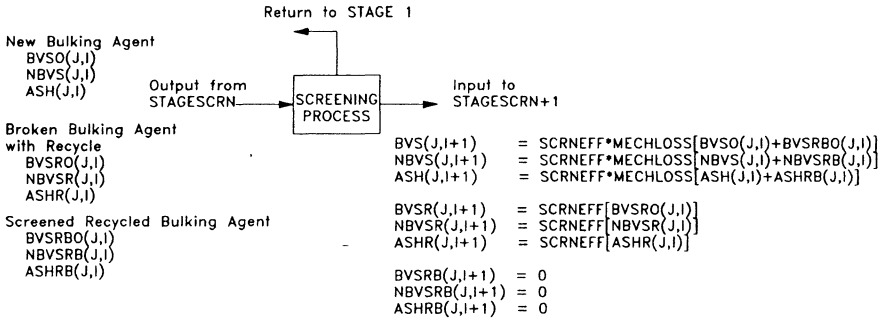 Return to STAGE 1
New Bulking Agent
BVSO(J,I)
NBVS(J,I)
ASH(J,I)
Output from
STAGESCRN
SCREENING
PROCESS
Input to
STAGESCRN+1
Broken Bulking Agent
with Recycle
BVSRO(J,I)
NBVSR(J,I)
ASHR(J,I)
Screened Recycled Bulking Agent
BVSRBO(J,I)
NBVSRB(J,I)
ASHRB(J,I)
BVS(J,I+1) = SCRNEFF*MECHLOSS[BVSO(J,I)+BVSRBO(J,I)]
NBVS(J,I+1) = SCRNEFF*MECHLOSS[NBVS(J,I)+NBVSRB(J,I)]
ASH(J,I+1) = SCRNEFF*MECHLOSS[ASH(J,I)+ASHRB(J,I)]
BVSR(J,I+1) = SCRNEFF[BVSRO(J,I)]
NBVSR(J,I+1) = SCRNEFF[NBVSR(J,I)]
ASHR(J,I+1) = SCRNEFF[ASHR(J,I)]
BVSRB(J,I+1) = 0
NBVSRB(J,I+1) = 0
ASHRB(J,I+1) = 0